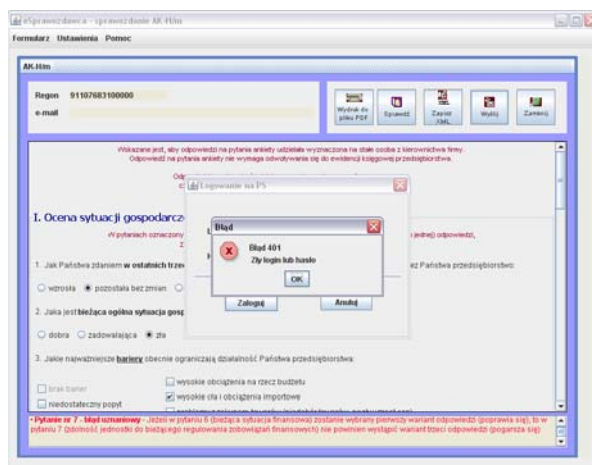 eSprawozdawca - sprawozdanie AK-H/m
Formularz Ustawienia Pomoc
AK-H/m
Regon 91107683100000
e-mail
Wydruk do pliku PDF
Sprawdź
Zapisz XML
Wyślij
Zamknij
Wskazane jest, aby odpowiedzi na pytania ankiety udzielała wyznaczona na stałe osoba z kierownictwa firmy.
Odpowiedź na pytania ankiety nie wymaga odwoływania się do ewidencji księgowej przedsiębiorstwa.
Logowanie na PS
I. Ocena sytuacji gospodarcz
W pytaniach oznaczony
jednej) odpowiedzi,
Błąd
Błąd 401
Zły login lub hasło
OK
Zaloguj
Anuluj
1. Jak Państwa zdaniem w ostatnich trzec
ez Państwa przedsiębiorstwo:
wzrosła pozostała bez zmian
2. Jaka jest bieżąca ogólna sytuacja gosp
dobra zadowalająca zła
3. Jakie najważniejsze bariery obecnie ograniczają działalność Państwa przedsiębiorstwa:
brak barier
wysokie obciążenia na rzecz budżetu
niedostateczny popyt
wysokie cła i obciążenia importowe
- Pytanie nr 7 - błąd uznaniowy - Jeżeli w pytaniu 6 (bieżąca sytuacja finansowa) zostanie wybrany pierwszy wariant odpowiedzi (poprawia się), to w
pytaniu 7 (zdolność jednostki do bieżącego regulowania zobowiązań finansowych) nie powinien wystąpić wariant trzeci odpowiedzi (pogarsza się)